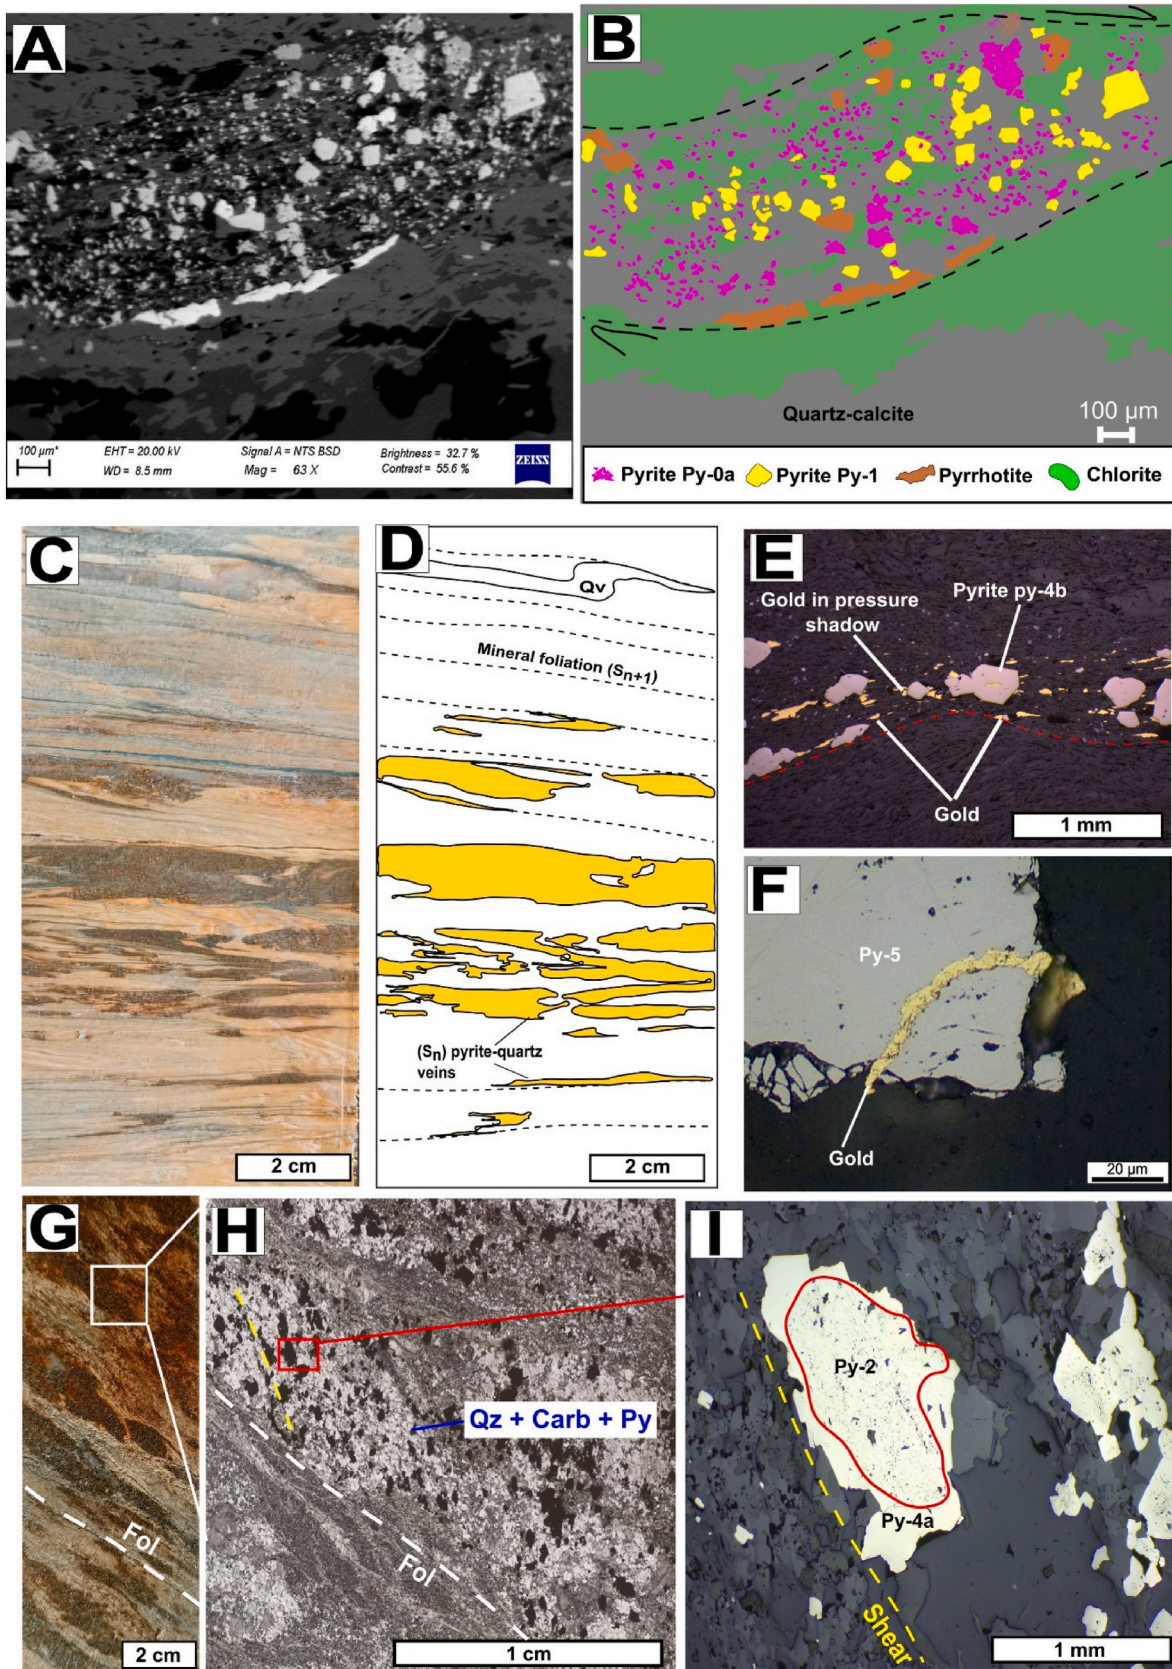 A
100 µm*
EHT = 20.00 kV
WD = 8.5 mm
Signal A = NTS BSD
Mag = 63 X
Brightness = 32.7 %
Contrast = 55.6 %
ZEISS
B
Quartz-calcite
100 µm
Pyrite Py-0a
Pyrite Py-1
Pyrrhotite
Chlorite
C
2 cm
D
Qv
Mineral foliation (Sn+1)
(Sn) pyrite-quartz
veins
2 cm
E
Gold in pressure
shadow
Pyrite py-4b
Gold
1 mm
F
Py-5
Gold
20 µm
G
Fol
2 cm
H
Qz + Carb + Py
Fol
1 cm
I
Py-2
Py-4a
Shear
1 mm